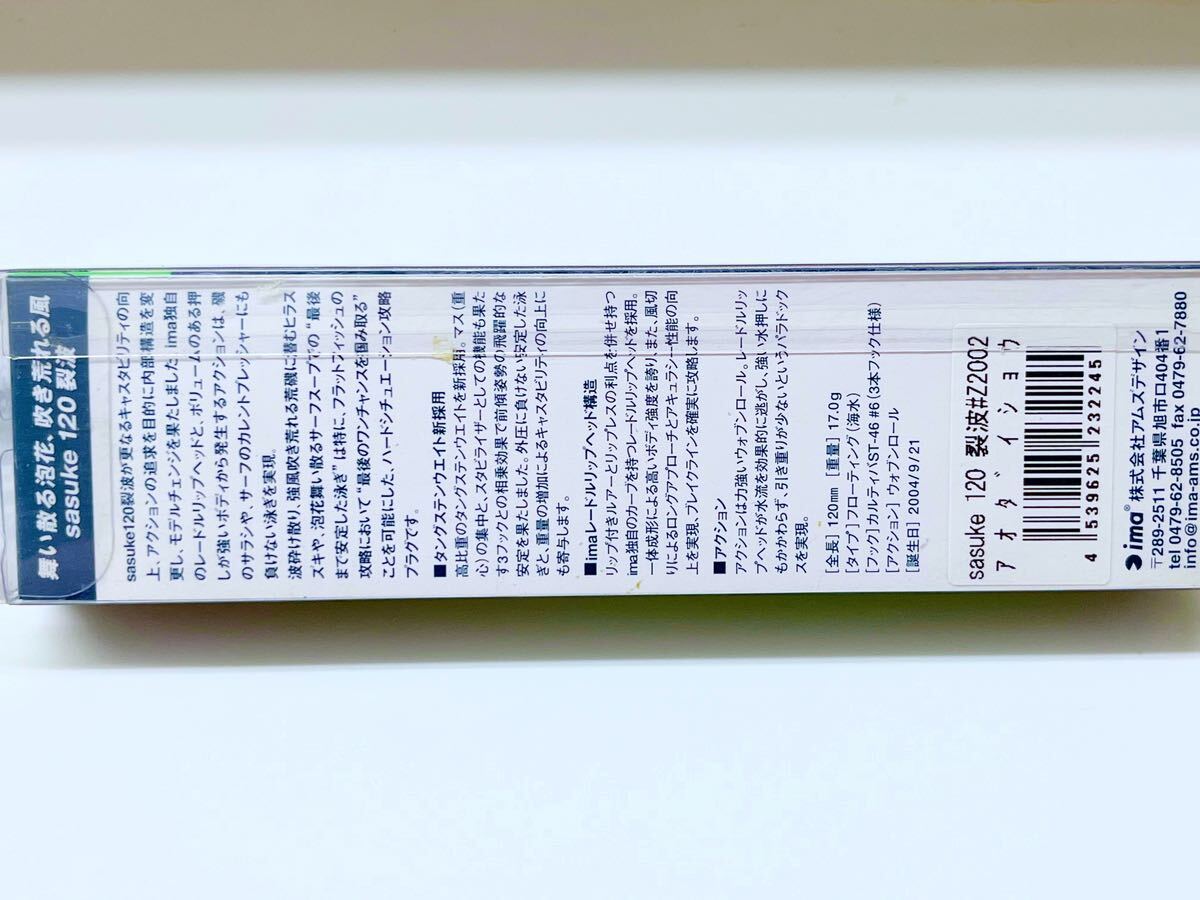 舞い散る泡花、吹き荒れる風
sasuke 120 裂波
sasuke120裂波が更なるキャスタビリティの向
上、アクションの追求を目的に内部構造を変
更し、モデルチェンジを果たしました ima独自
のレードルリップヘッドと、ボリュームのある押
しが強いボディから発生するアクションは、磯
のサラシや、サーフのカレントプレッシャーにも
負けない泳ぎを実現。
波砕け散り、強風吹き荒れる荒磯に潜むヒラス
ズキや、泡花舞い散るサーフスープでの“最後
まで安定した泳ぎ”は特に、フラットフィッシュの
攻略において“最後のワンチャンスを掴み取る”
ことを可能にした、ハードシチュエーション攻略
プラグです。
■タングステンウエイト新採用
高比重のタングステンウエイトを新採用。マス(重
心)の集中と、スタビライザーとしての機能も果た
す3フックとの相乗効果で前傾姿勢の飛躍的な
安定を果たしました。外圧に負けない安定した泳
ぎと、重量の増加によるキャスタビリティの向上に
も寄与します。
■imaレードルリップヘッド構造
リップ付きルアーとリップレスの利点を併せ持つ
ima独自のカーブを持つレードルリップヘッドを採用。
一体成形による高いボディ強度を誇り、また、風切
りによるロングアプローチとアキュラシー性能の向
上を実現、ブレイクラインを確実に攻略します。
■アクション
アクションは力強いウォブンロール。レードルリッ
プヘッドが水流を効果的に逃がし、強い水押しに
もかかわらず、引き重りが少ないというパラドック
スを実現。
[全長] 120mm [重量] 17.0g
[タイプ] フローティング(海水)
[フック] カルティバST-46 #6(3本フック仕様)
[アクション] ウォブンロール
[誕生日] 2004/9/21
sasuke 120 裂波#Z2002
アオダイショウ
4 539625 223245
ima 株式会社アムズデザイン
〒289-2511 千葉県旭市イ口404番1
tel 0479-62-8505 fax 0479-62-7880
info@ima-ams.co.jp